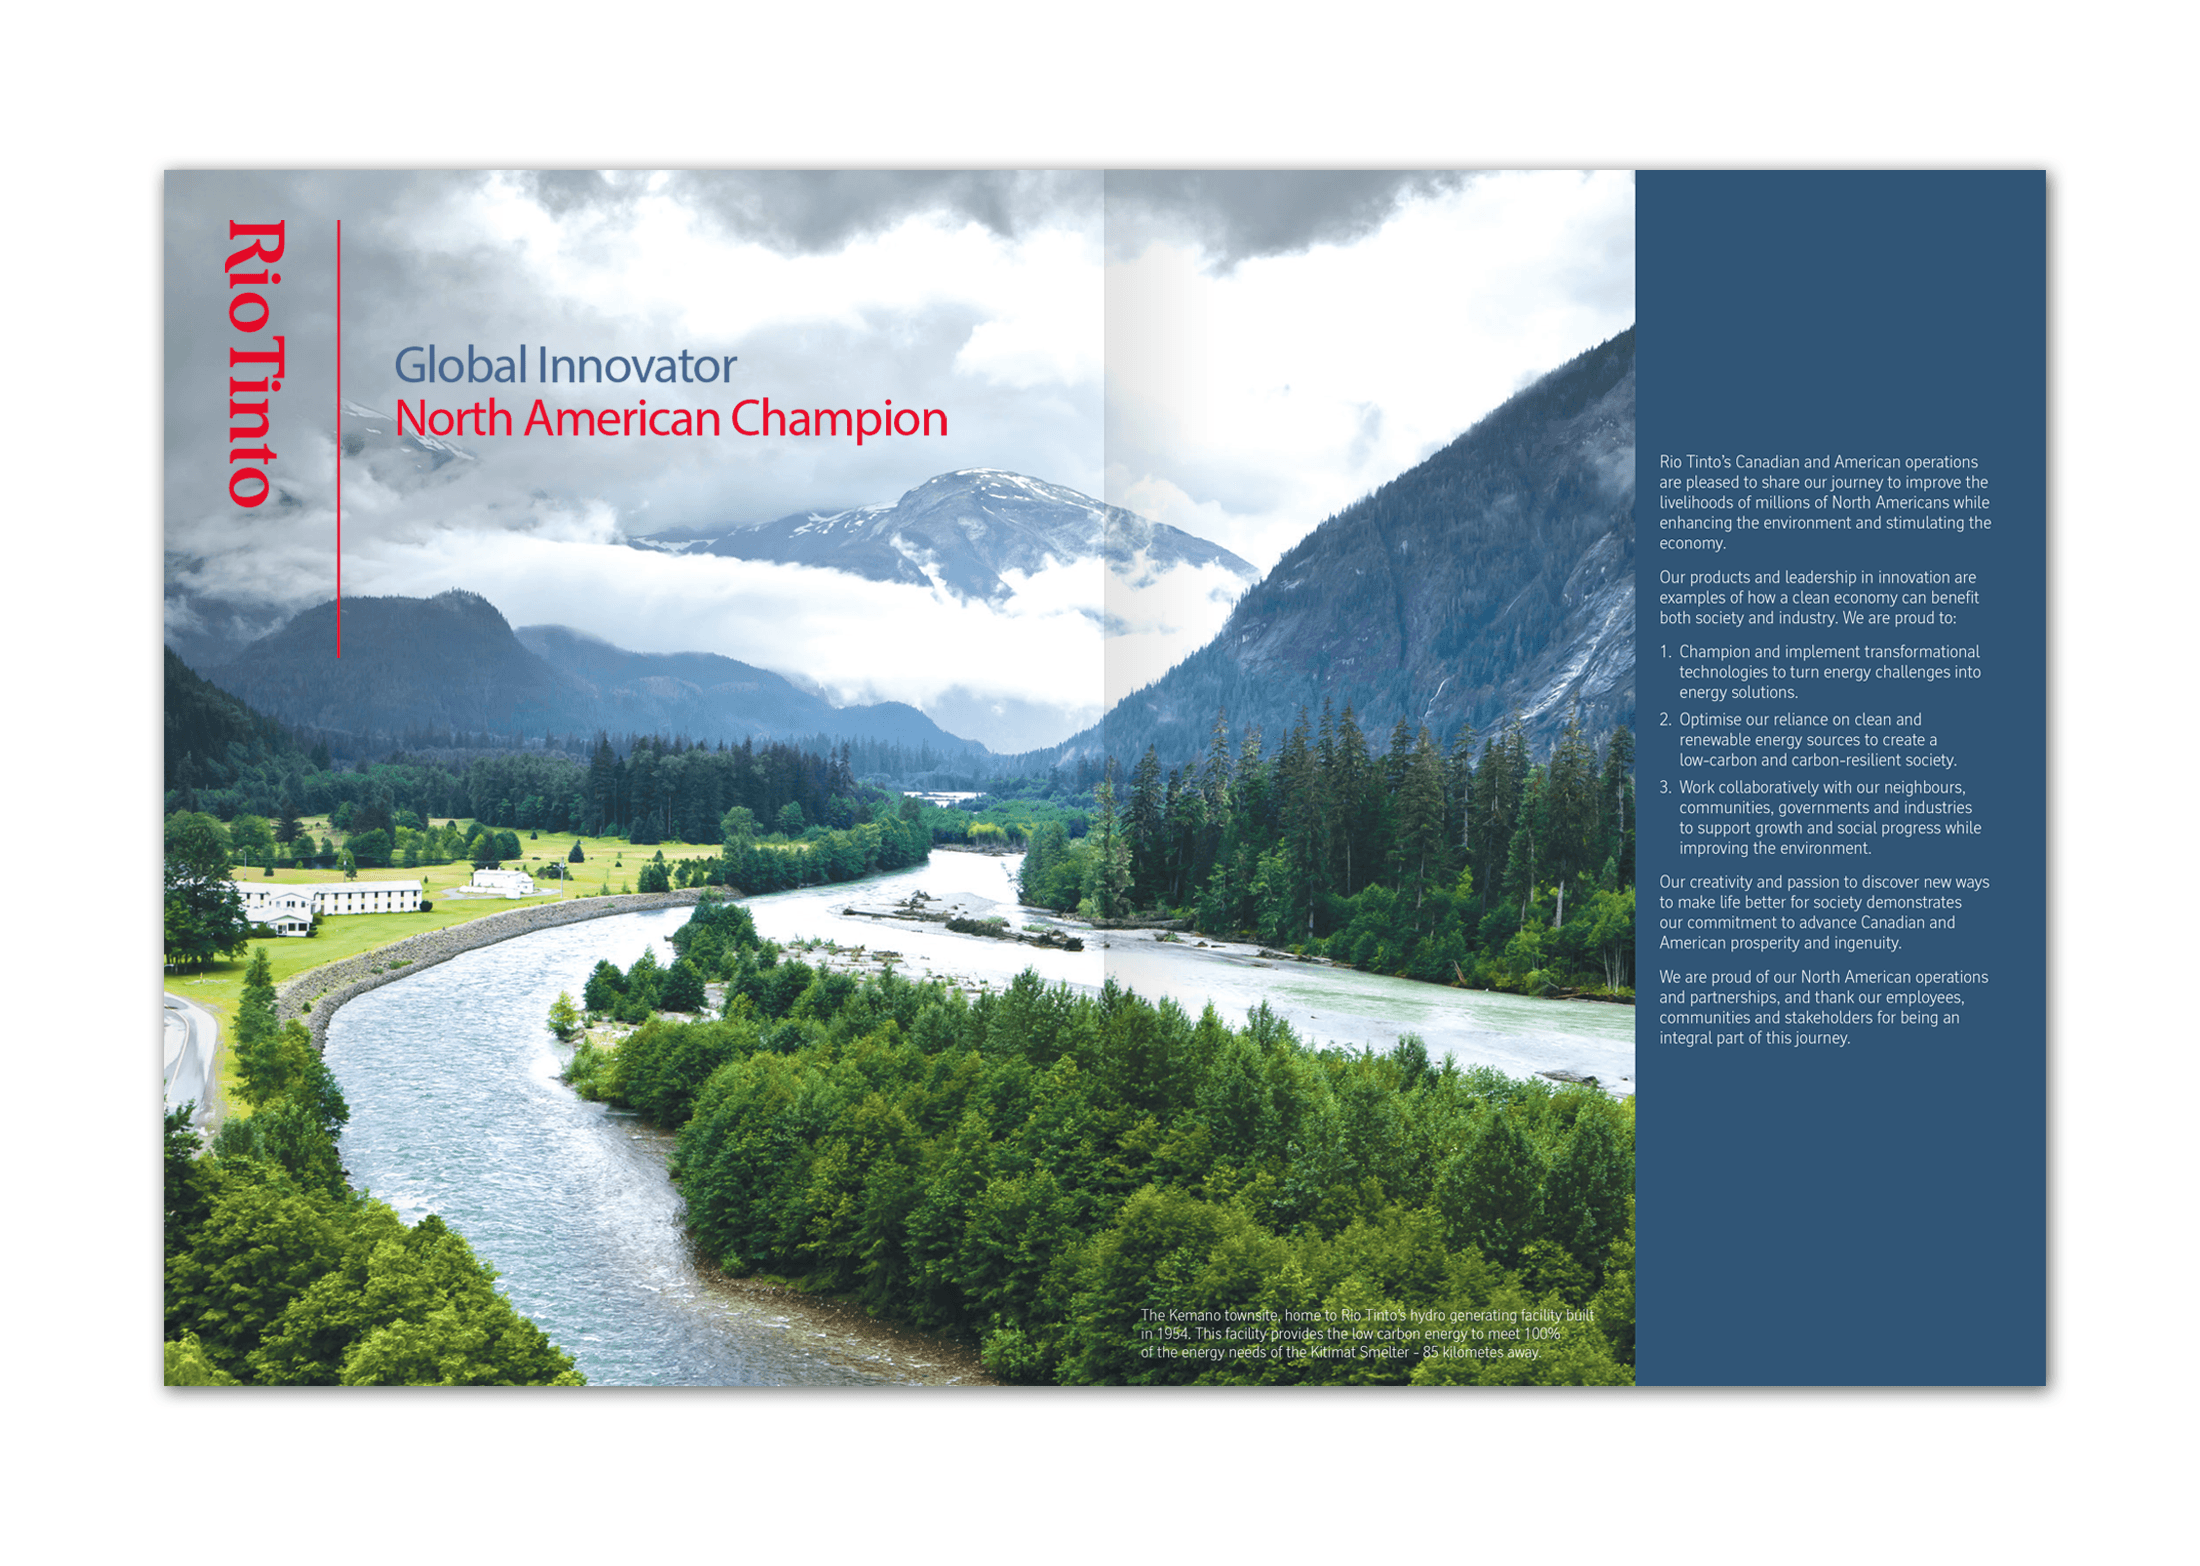 Rio Tinto
Global Innovator
North American Champion
Rio Tinto's Canadian and American operations
are pleased to share our journey to improve the
livelihoods of millions of North Americans while
enhancing the environment and stimulating the
economy.
Our products and leadership in innovation are
examples of how a clean economy can benefit
both society and industry. We are proud to:
1. Champion and implement transformational
technologies to turn energy challenges into
energy solutions.
2. Optimise our reliance on clean and
renewable energy sources to create a
low-carbon and carbon-resilient society.
3. Work collaboratively with our neighbours,
communities, governments and industries
to support growth and social progress while
improving the environment.
Our creativity and passion to discover new ways
to make life better for society demonstrates
our commitment to advance Canadian and
American prosperity and ingenuity.
We are proud of our North American operations
and partnerships, and thank our employees,
communities and stakeholders for being an
integral part of this journey.
The Kemano townsite, home to Rio Tinto's hydro generating facility built
in 1954. This facility provides the low carbon energy to meet 100%
of the energy needs of the Kitimat Smelter - 85 kilometes away.